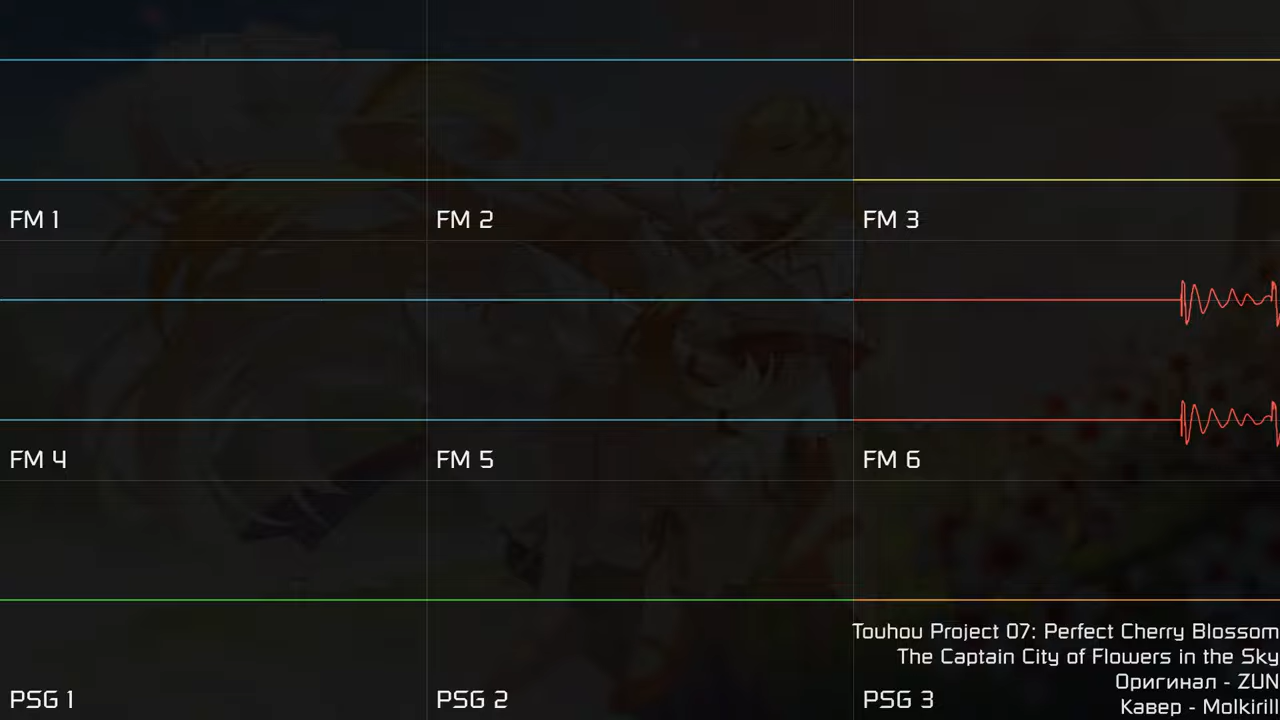 FM 1
FM 2
FM 3
FM 4
FM 5
FM 6
PSG 1
PSG 2
PSG 3
Touhou Project 07: Perfect Cherry Blossom
The Captain City of Flowers in the Sky
Оригинал - ZUN
Кавер - Molkirill